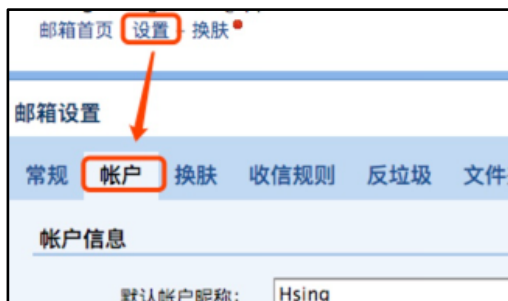 邮箱首页 设置 - 换肤
邮箱设置
常规 帐户 换肤 收信规则 反垃圾 文件
帐户信息
默认帐户昵称: Hsing